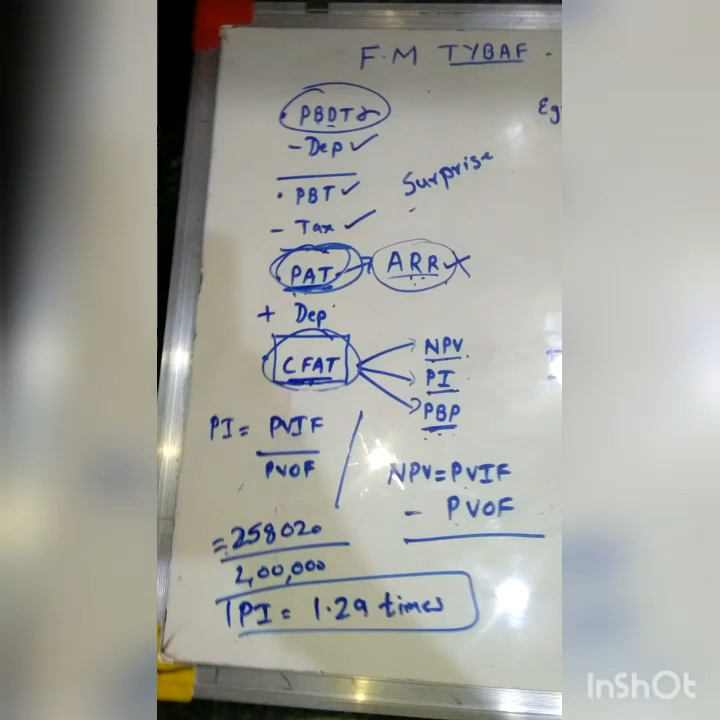 F.M TYBAF -
Eg
• PBDT
- Dep ✓
• PBT ✓
Surprise
- Tax ✓
PAT → ARR
+ Dep
CFAT
NPV
PI
PBP
PI = PVIF
PVOF
NPV = PVIF
- PVOF
= 258020
2,00,000
PI = 1.29 times
InShOt